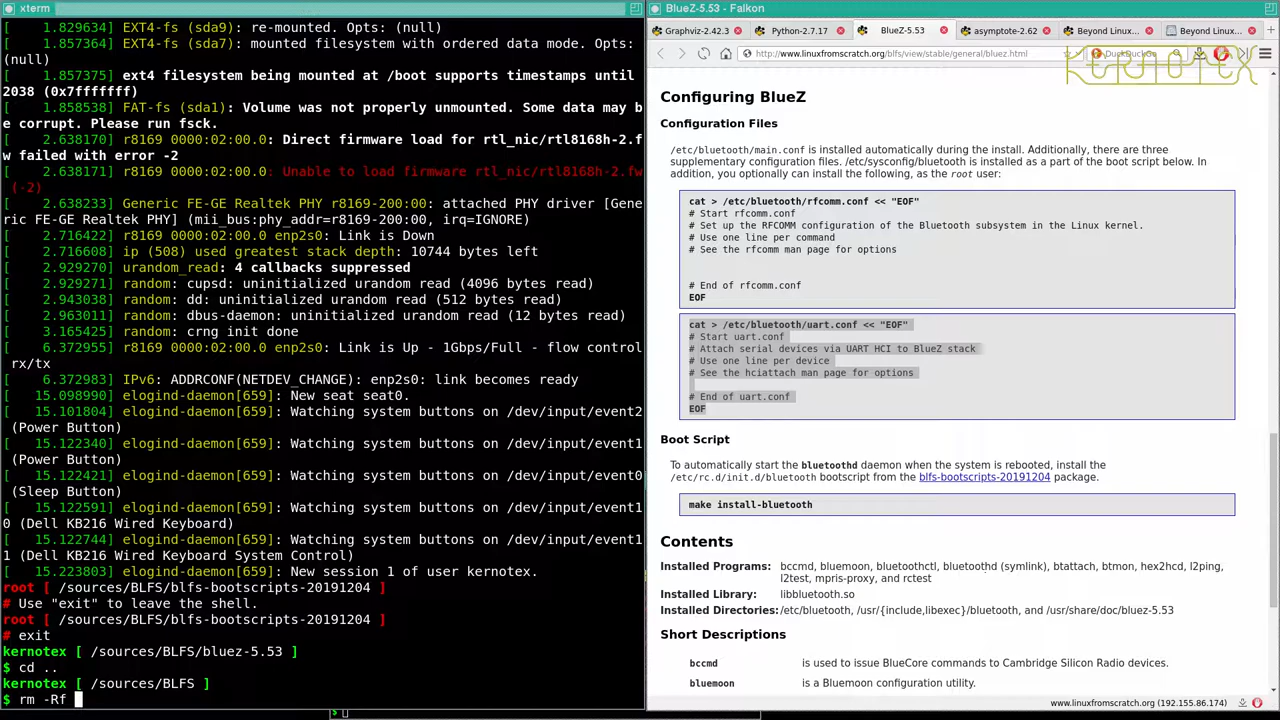 xterm
[    1.829634] EXT4-fs (sda9): re-mounted. Opts: (null)
[    1.857364] EXT4-fs (sda7): mounted filesystem with ordered data mode. Opts:
(null)
[    1.857375] ext4 filesystem being mounted at /boot supports timestamps until
2038 (0x7fffffff)
[    1.858538] FAT-fs (sda1): Volume was not properly unmounted. Some data may b
e corrupt. Please run fsck.
[    2.638170] r8169 0000:02:00.0: Direct firmware load for rtl_nic/rtl8168h-2.f
w failed with error -2
[    2.638171] r8169 0000:02:00.0: Unable to load firmware rtl_nic/rtl8168h-2.fw
(-2)
[    2.638233] Generic FE-GE Realtek PHY r8169-200:00: attached PHY driver [Gene
ric FE-GE Realtek PHY] (mii_bus:phy_addr=r8169-200:00, irq=IGNORE)
[    2.716422] r8169 0000:02:00.0 enp2s0: Link is Down
[    2.716608] ip (508) used greatest stack depth: 10744 bytes left
[    2.929270] urandom_read: 4 callbacks suppressed
[    2.929271] random: cupsd: uninitialized urandom read (4096 bytes read)
[    2.943038] random: dd: uninitialized urandom read (512 bytes read)
[    2.963011] random: dbus-daemon: uninitialized urandom read (12 bytes read)
[    3.165425] random: crng init done
[    6.372955] r8169 0000:02:00.0 enp2s0: Link is Up - 1Gbps/Full - flow control
rx/tx
[    6.372983] IPv6: ADDRCONF(NETDEV_CHANGE): enp2s0: link becomes ready
[   15.098990] elogind-daemon[659]: New seat seat0.
[   15.101804] elogind-daemon[659]: Watching system buttons on /dev/input/event2
(Power Button)
[   15.122340] elogind-daemon[659]: Watching system buttons on /dev/input/event1
(Power Button)
[   15.122421] elogind-daemon[659]: Watching system buttons on /dev/input/event0
(Sleep Button)
[   15.122591] elogind-daemon[659]: Watching system buttons on /dev/input/event1
0 (Dell KB216 Wired Keyboard)
[   15.122744] elogind-daemon[659]: Watching system buttons on /dev/input/event1
1 (Dell KB216 Wired Keyboard System Control)
[   15.223803] elogind-daemon[659]: New session 1 of user kernotex.
root [ /sources/BLFS/blfs-bootscripts-20191204 ]
# Use "exit" to leave the shell.
root [ /sources/BLFS/blfs-bootscripts-20191204 ]
# exit
kernotex [ /sources/BLFS/bluez-5.53 ]
$ cd ..
kernotex [ /sources/BLFS ]
$ rm -Rf
$
BlueZ-5.53 - Falkon
Graphviz-2.42.3
Python-2.7.17
BlueZ-5.53
asymptote-2.62
Beyond Linux...
Beyond Linux...
http://www.linuxfromscratch.org/blfs/view/stable/general/bluez.html
DuckDuckGo
KERNOTEX
Configuring BlueZ
Configuration Files
/etc/bluetooth/main.conf is installed automatically during the install. Additionally, there are three
supplementary configuration files. /etc/sysconfig/bluetooth is installed as a part of the boot script below. In
addition, you optionally can install the following, as the root user:
cat > /etc/bluetooth/rfcomm.conf << "EOF"
# Start rfcomm.conf
# Set up the RFCOMM configuration of the Bluetooth subsystem in the Linux kernel.
# Use one line per command
# See the rfcomm man page for options
# End of rfcomm.conf
EOF
cat > /etc/bluetooth/uart.conf << "EOF"
# Start uart.conf
# Attach serial devices via UART HCI to BlueZ stack
# Use one line per device
# See the hciattach man page for options
# End of uart.conf
EOF
Boot Script
To automatically start the bluetoothd daemon when the system is rebooted, install the
/etc/rc.d/init.d/bluetooth bootscript from the blfs-bootscripts-20191204 package.
make install-bluetooth
Contents
Installed Programs: bccmd, bluemoon, bluetoothctl, bluetoothd (symlink), btattach, btmon, hex2hcd, l2ping,
l2test, mpris-proxy, and rctest
Installed Library: libbluetooth.so
Installed Directories: /etc/bluetooth, /usr/{include,libexec}/bluetooth, and /usr/share/doc/bluez-5.53
Short Descriptions
bccmd is used to issue BlueCore commands to Cambridge Silicon Radio devices.
bluemoon is a Bluemoon configuration utility.
www.linuxfromscratch.org (192.155.86.174)